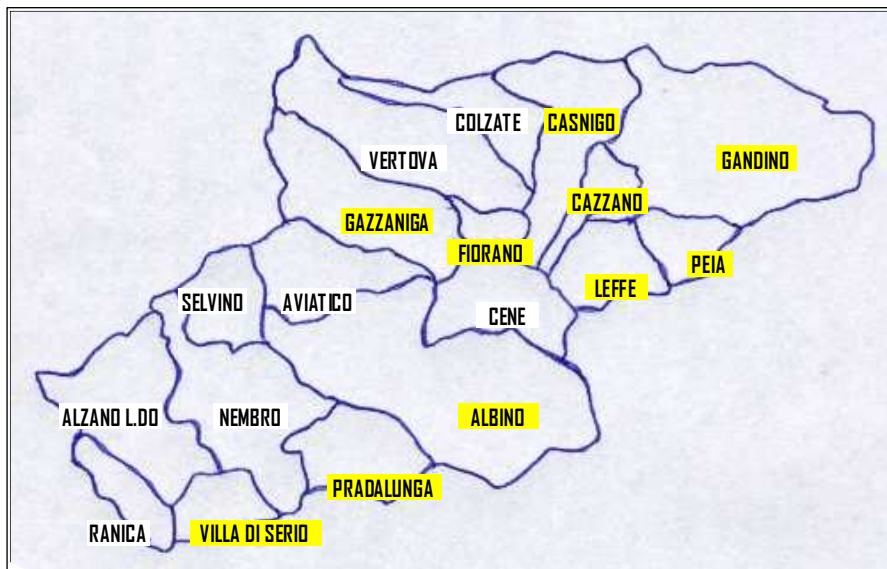 COLZATE
CASNIGO
VERTOVA
GANDINO
CAZZANO
GAZZANIGA
FIORANO
PEIA
LEFFE
SELVINO
AVIATICO
CENE
ALZANO L.DO
NEMBRO
ALBINO
PRADALUNGA
RANICA
VILLA DI SERIO